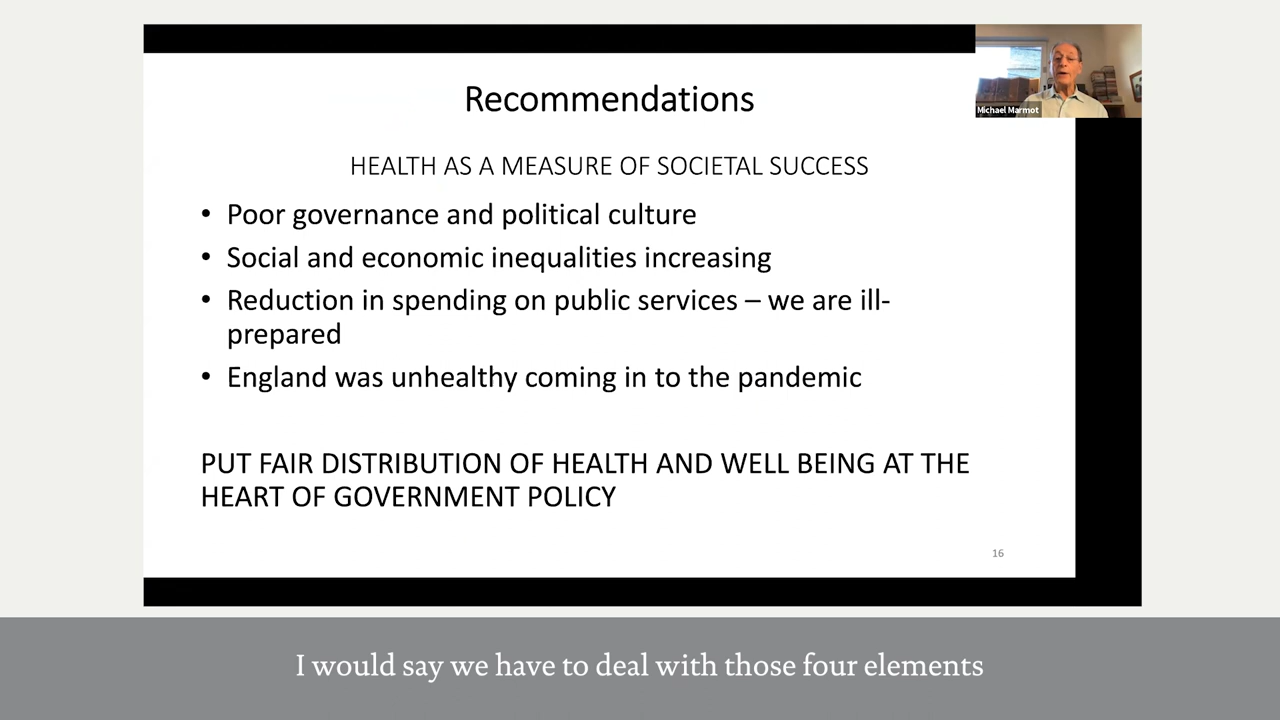 Michael Marmot
Recommendations
HEALTH AS A MEASURE OF SOCIETAL SUCCESS
• Poor governance and political culture
• Social and economic inequalities increasing
• Reduction in spending on public services – we are ill-
prepared
• England was unhealthy coming in to the pandemic
PUT FAIR DISTRIBUTION OF HEALTH AND WELL BEING AT THE
HEART OF GOVERNMENT POLICY
16
I would say we have to deal with those four elements